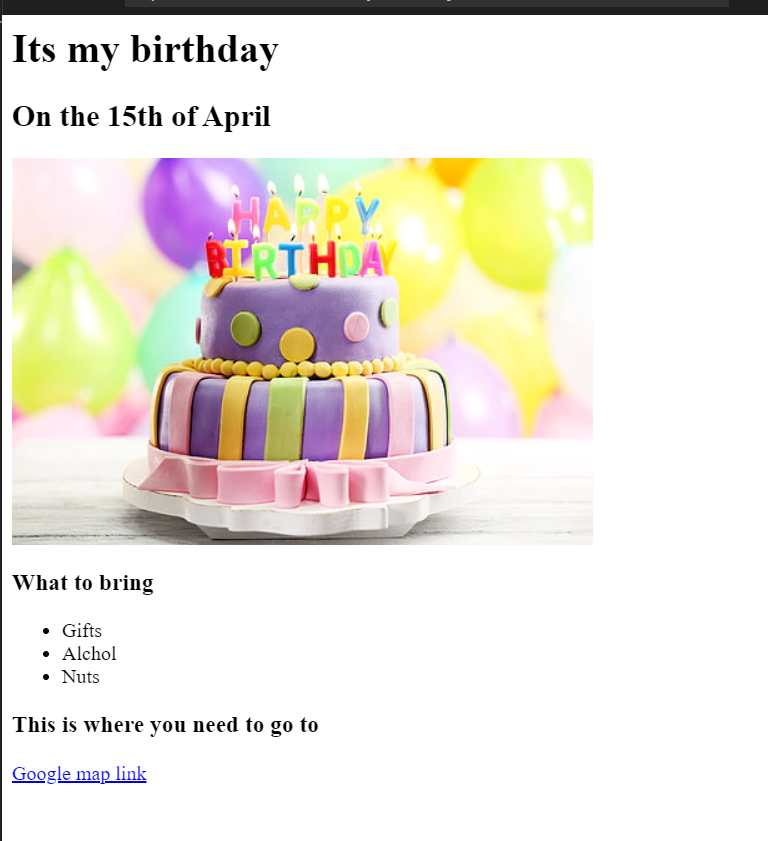 Its my birthday
On the 15th of April
HAPPY
BIRTHDAY
What to bring
Gifts
Alchol
Nuts
This is where you need to go to
Google map link